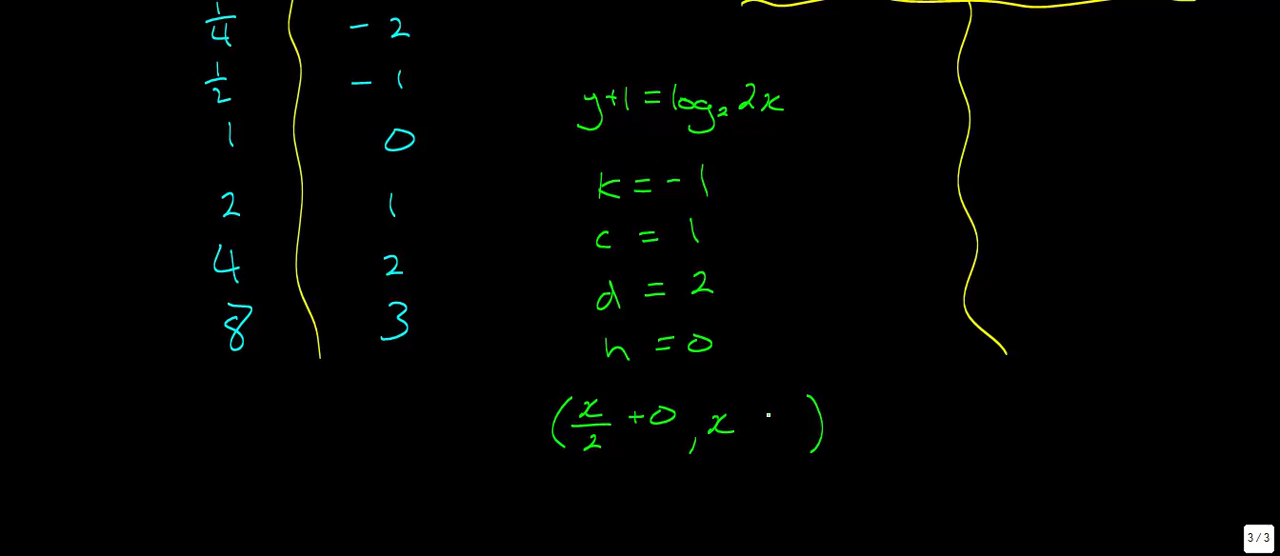 1/4 -2
1/2 -1
1 0
2 1
4 2
8 3
y+1 = log₂ 2x
k = -1
c = 1
d = 2
h = 0
(x/2 + 0, x )
3 / 3